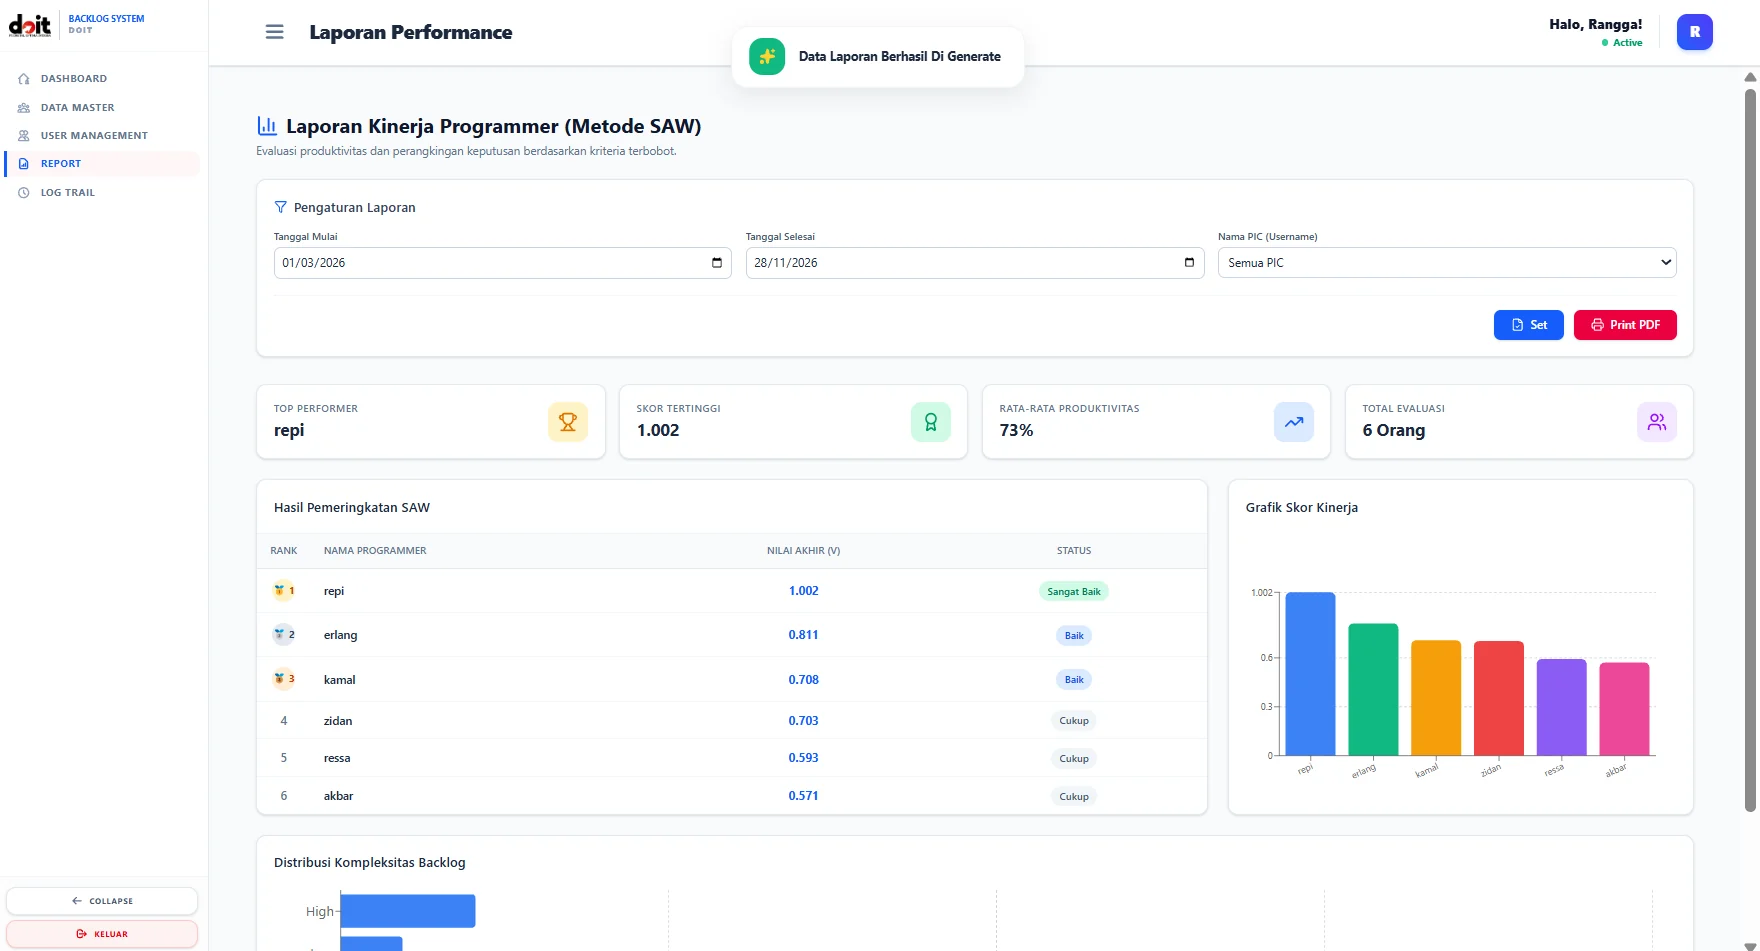 doit
BACKLOG SYSTEM
DOIT
DASHBOARD
DATA MASTER
USER MANAGEMENT
REPORT
LOG TRAIL
COLLAPSE
KELUAR
Laporan Performance
Data Laporan Berhasil Di Generate
Halo, Rangga!
Active
R
Laporan Kinerja Programmer (Metode SAW)
Evaluasi produktivitas dan perangkingan keputusan berdasarkan kriteria terbobot.
Pengaturan Laporan
Tanggal Mulai
01/03/2026
Tanggal Selesai
28/11/2026
Nama PIC (Username)
Semua PIC
Set
Print PDF
TOP PERFORMER
repi
SKOR TERTINGGI
1.002
RATA-RATA PRODUKTIVITAS
73%
TOTAL EVALUASI
6 Orang
Hasil Pemeringkatan SAW
RANK NAMA PROGRAMMER NILAI AKHIR (V) STATUS
1 repi 1.002 Sangat Baik
2 erlang 0.811 Baik
3 kamal 0.708 Baik
4 zidan 0.703 Cukup
5 ressa 0.593 Cukup
6 akbar 0.571 Cukup
Grafik Skor Kinerja
1.002
0.6
0.3
0
repi erlang kamal zidan ressa akbar
Distribusi Kompleksitas Backlog
High